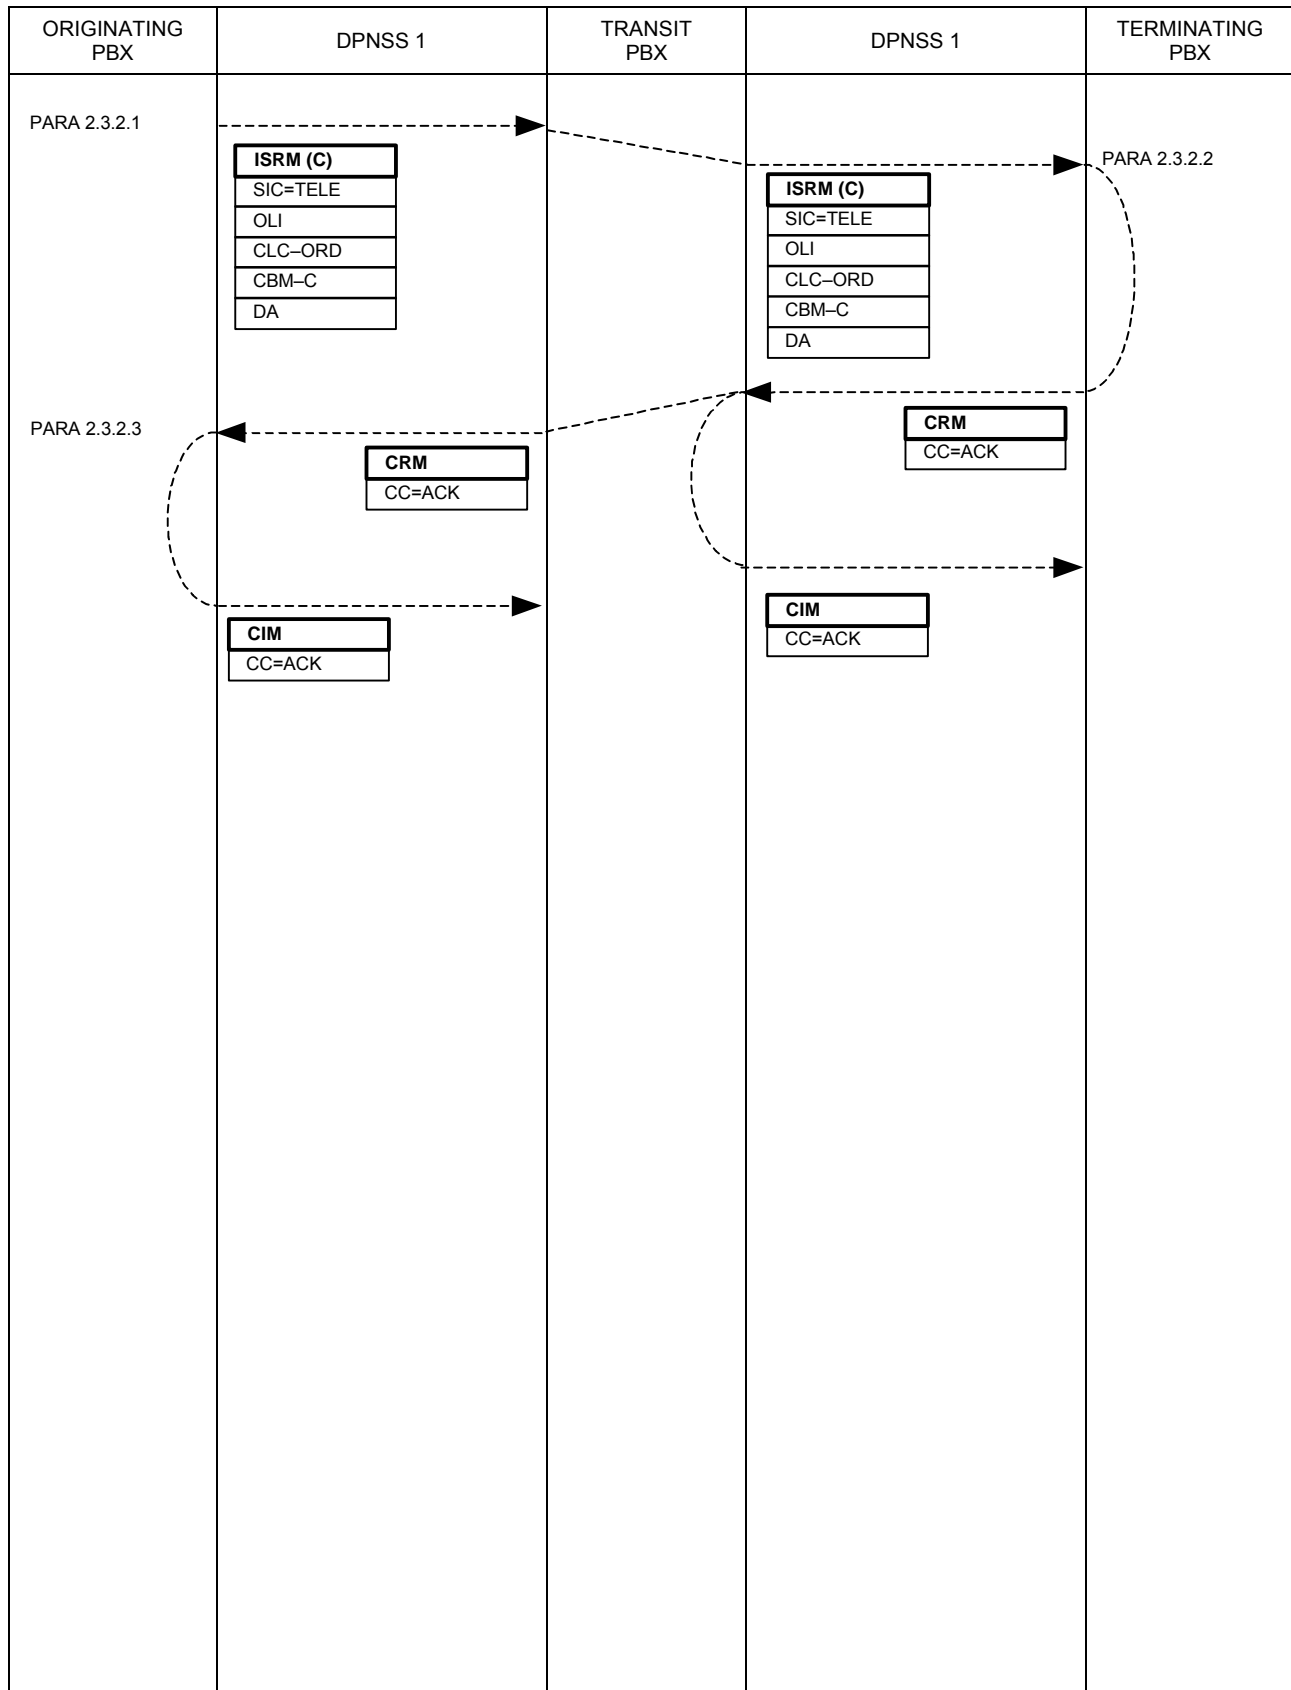 ORIGINATING
PBX
DPNSS 1
TRANSIT
PBX
DPNSS 1
TERMINATING
PBX
PARA 2.3.2.1
ISRM (C)
SIC=TELE
OLI
CLC–ORD
CBM–C
DA
PARA 2.3.2.2
ISRM (C)
SIC=TELE
OLI
CLC–ORD
CBM–C
DA
CRM
CC=ACK
PARA 2.3.2.3
CRM
CC=ACK
CIM
CC=ACK
CIM
CC=ACK